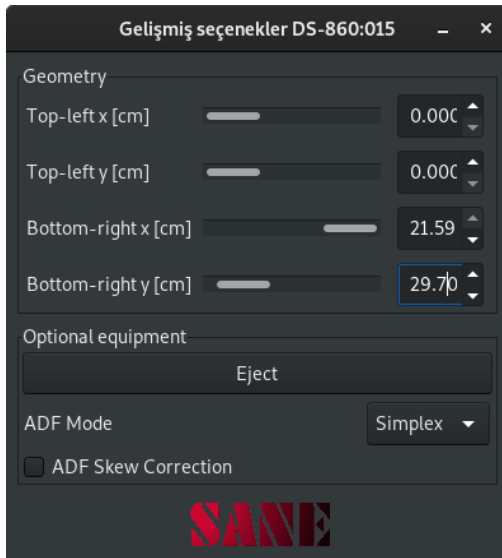 Gelişmiş seçenekler DS-860:015
Geometry
Top-left x [cm] 0.000
Top-left y [cm] 0.000
Bottom-right x [cm] 21.59
Bottom-right y [cm] 29.70
Optional equipment
Eject
ADF Mode Simplex
ADF Skew Correction
SANE